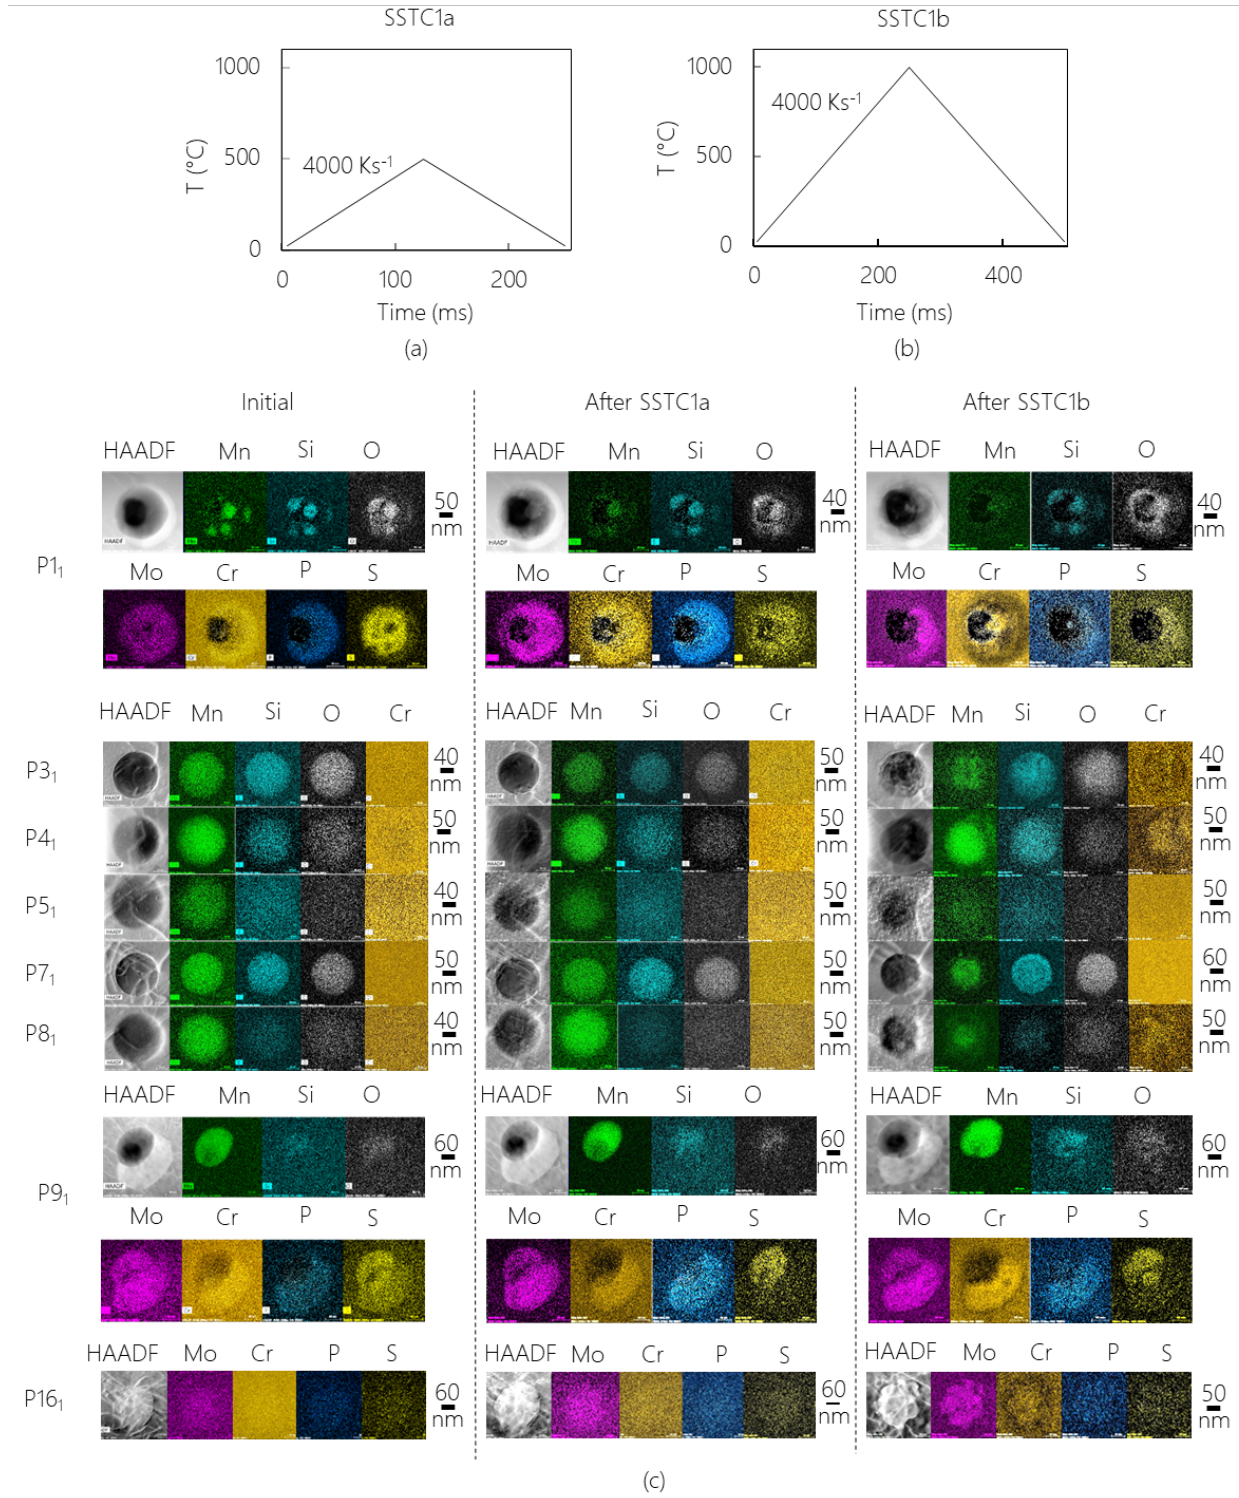 SSTC1a
SSTC1b
1000
500
0
T (°C)
4000 Ks⁻¹
0 100 200
Time (ms)
(a)
1000
500
0
T (°C)
4000 Ks⁻¹
0 200 400
Time (ms)
(b)
Initial
After SSTC1a
After SSTC1b
HAADF Mn Si O
50 nm
HAADF Mn Si O
40 nm
HAADF Mn Si O
40 nm
P1₁
Mo Cr P S
Mo Cr P S
Mo Cr P S
HAADF Mn Si O Cr
HAADF Mn Si O Cr
HAADF Mn Si O Cr
P3₁ 40 nm 50 nm 40 nm
P4₁ 50 nm 50 nm 50 nm
P5₁ 40 nm 50 nm 50 nm
P7₁ 50 nm 50 nm 60 nm
P8₁ 40 nm 50 nm 50 nm
HAADF Mn Si O
60 nm
HAADF Mn Si O
60 nm
HAADF Mn Si O
60 nm
P9₁
Mo Cr P S
Mo Cr P S
Mo Cr P S
HAADF Mo Cr P S
HAADF Mo Cr P S
HAADF Mo Cr P S
P16₁ 60 nm 60 nm 50 nm
(c)